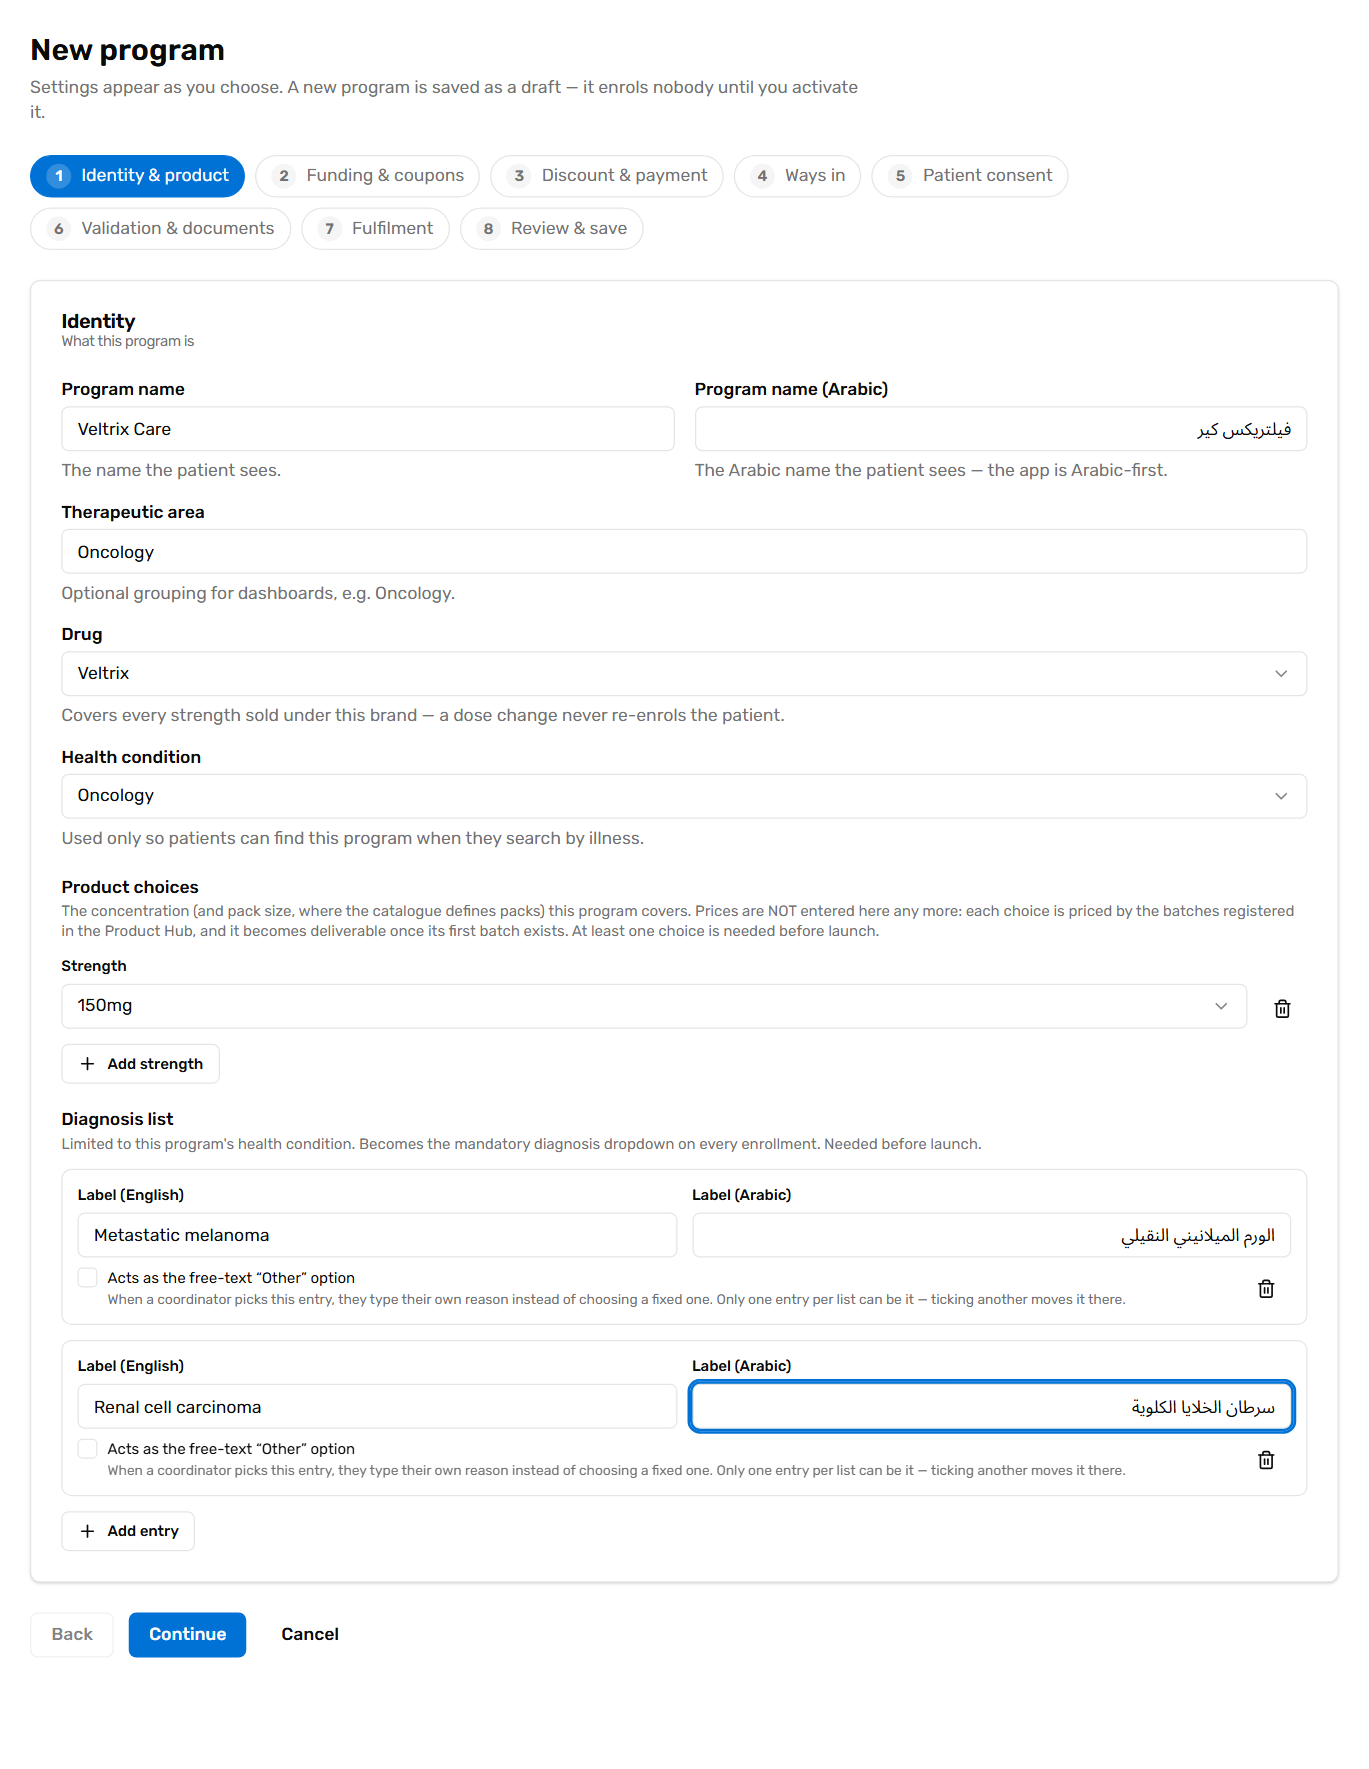 New program
Settings appear as you choose. A new program is saved as a draft — it enrols nobody until you activate
it.
1 Identity & product
2 Funding & coupons
3 Discount & payment
4 Ways in
5 Patient consent
6 Validation & documents
7 Fulfilment
8 Review & save
Identity
What this program is
Program name
Program name (Arabic)
Veltrix Care
فيلتريكس كير
The name the patient sees.
The Arabic name the patient sees — the app is Arabic-first.
Therapeutic area
Oncology
Optional grouping for dashboards, e.g. Oncology.
Drug
Veltrix
Covers every strength sold under this brand — a dose change never re-enrols the patient.
Health condition
Oncology
Used only so patients can find this program when they search by illness.
Product choices
The concentration (and pack size, where the catalogue defines packs) this program covers. Prices are NOT entered here any more: each choice is priced by the batches registered
in the Product Hub, and it becomes deliverable once its first batch exists. At least one choice is needed before launch.
Strength
150mg
Add strength
Diagnosis list
Limited to this program's health condition. Becomes the mandatory diagnosis dropdown on every enrollment. Needed before launch.
Label (English)
Label (Arabic)
Metastatic melanoma
الورم الميلانيني النقيلي
Acts as the free-text “Other” option
When a coordinator picks this entry, they type their own reason instead of choosing a fixed one. Only one entry per list can be it — ticking another moves it there.
Label (English)
Label (Arabic)
Renal cell carcinoma
سرطان الخلايا الكلوية
Acts as the free-text “Other” option
When a coordinator picks this entry, they type their own reason instead of choosing a fixed one. Only one entry per list can be it — ticking another moves it there.
Add entry
Back
Continue
Cancel